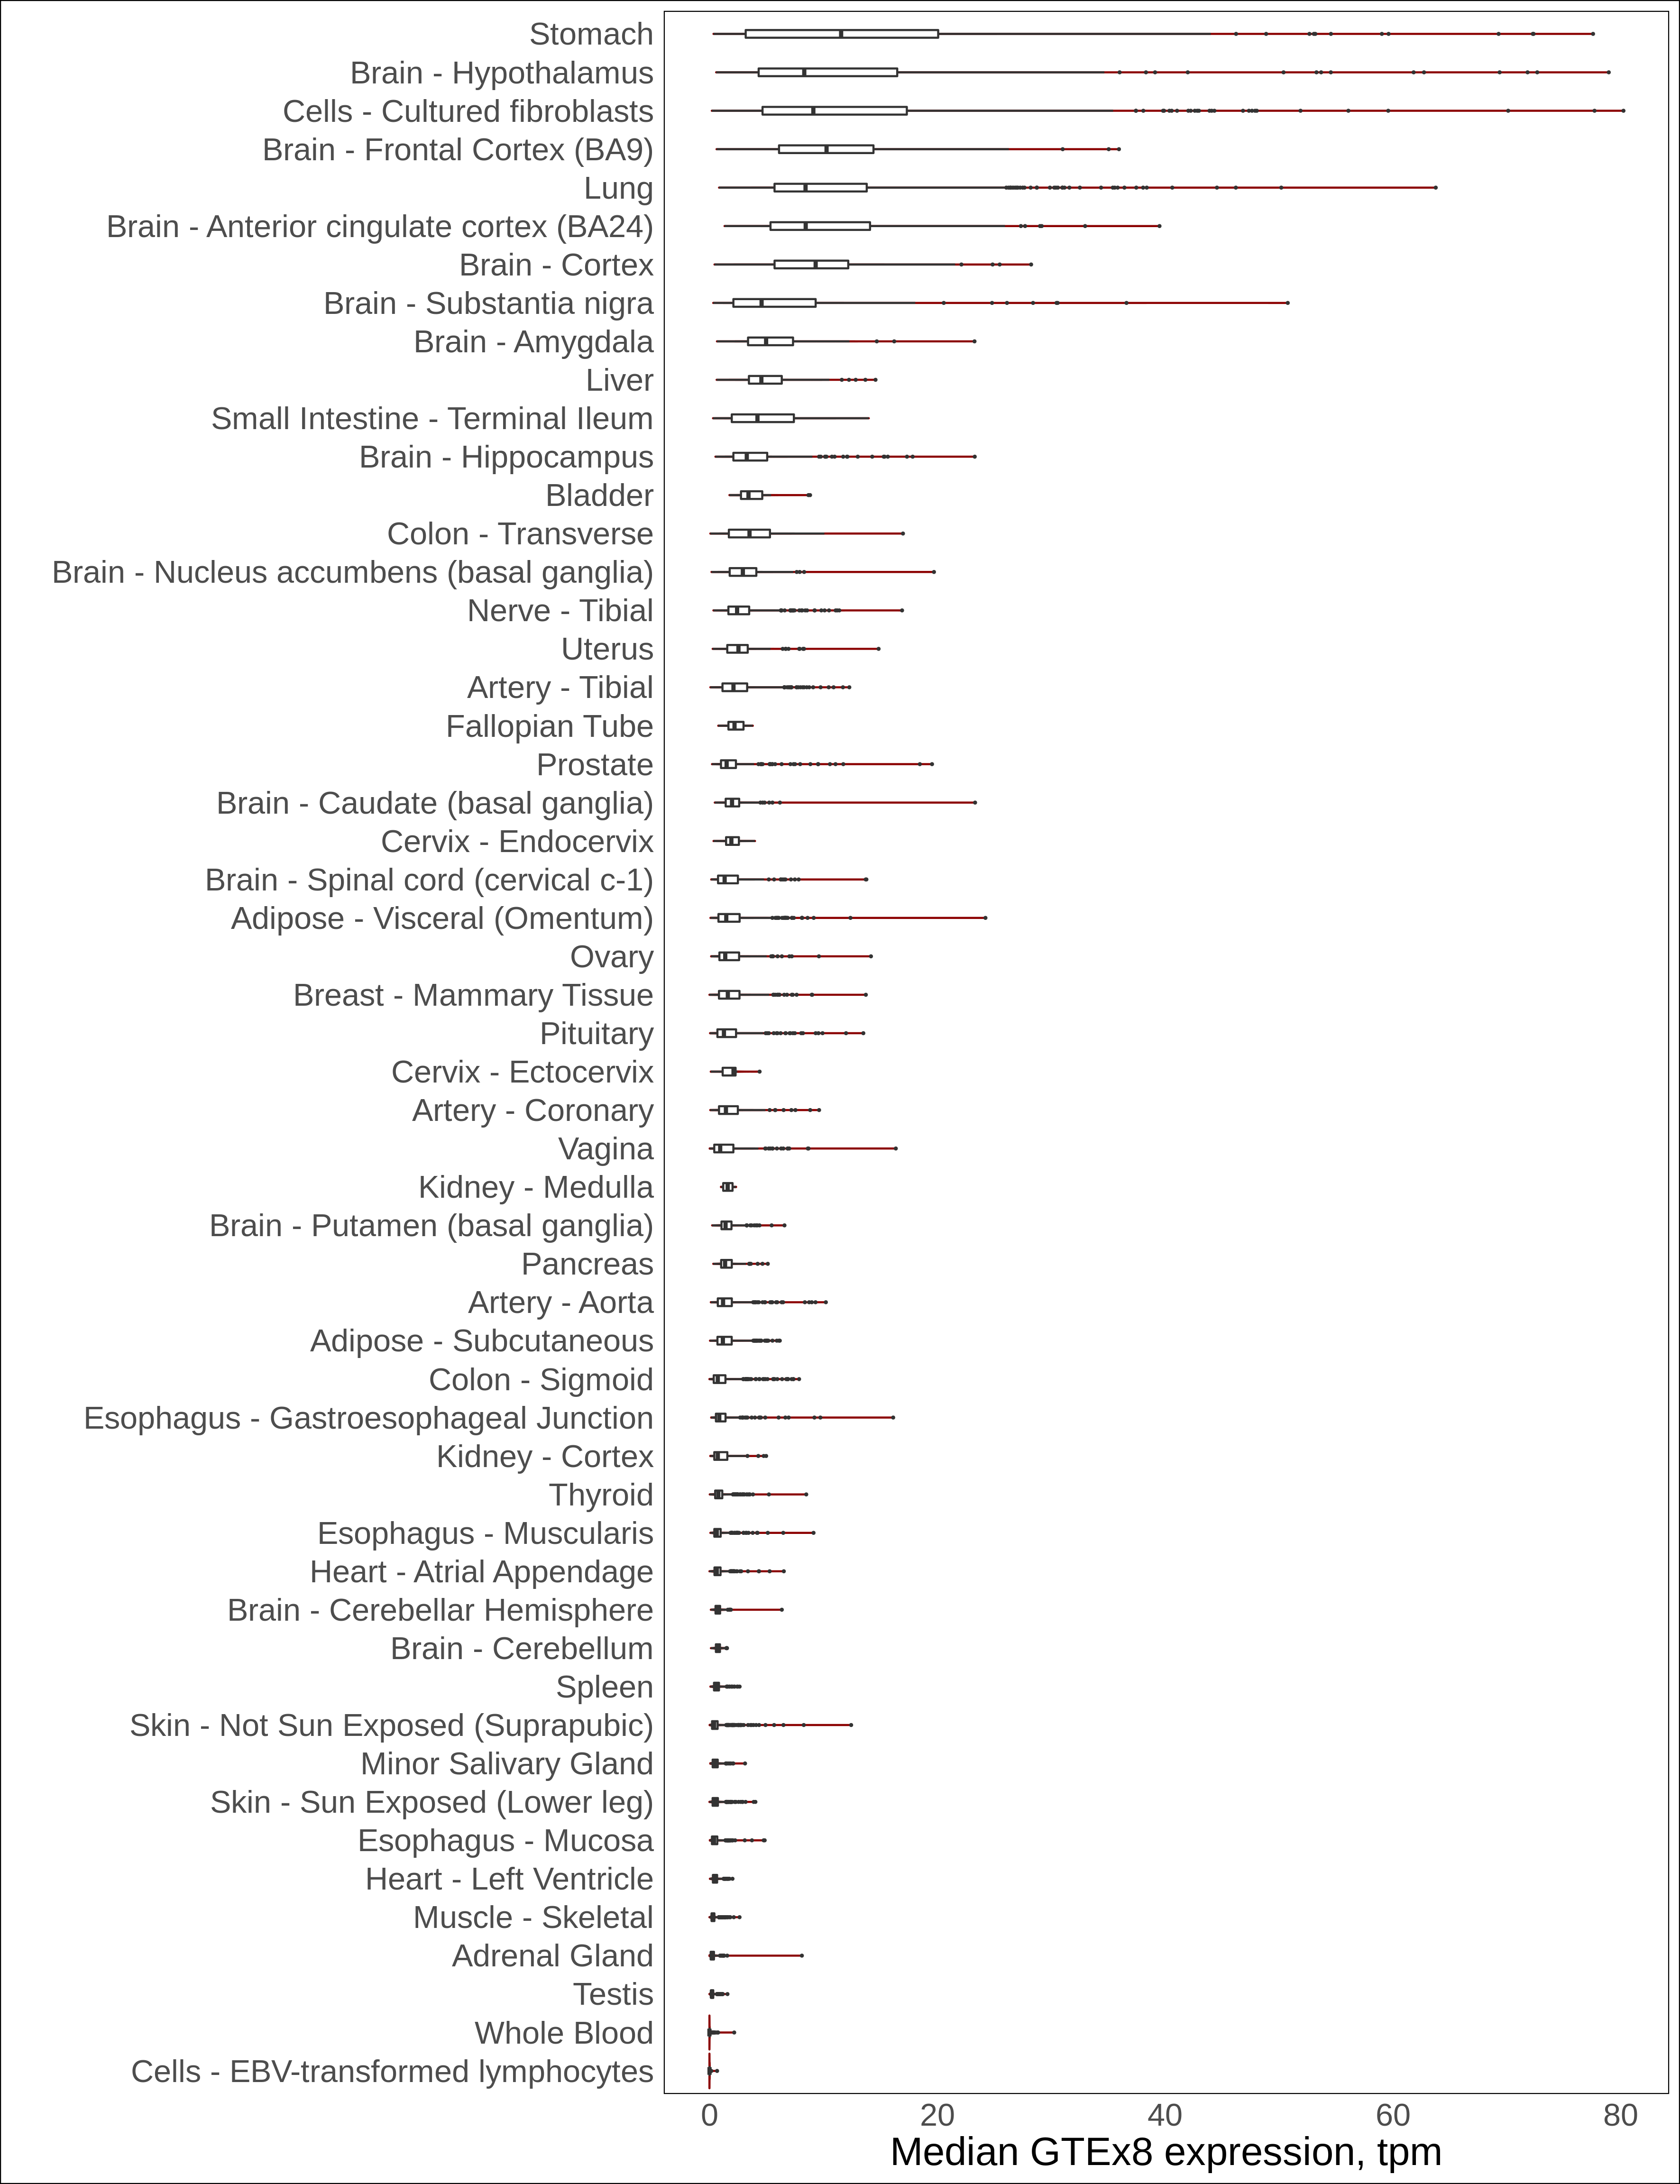 Stomach
Brain - Hypothalamus
Cells - Cultured fibroblasts
Brain - Frontal Cortex (BA9)
Lung
Brain - Anterior cingulate cortex (BA24)
Brain - Cortex
Brain - Substantia nigra
Brain - Amygdala
Liver
Small Intestine - Terminal Ileum
Brain - Hippocampus
Bladder
Colon - Transverse
Brain - Nucleus accumbens (basal ganglia)
Nerve - Tibial
Uterus
Artery - Tibial
Fallopian Tube
Prostate
Brain - Caudate (basal ganglia)
Cervix - Endocervix
Brain - Spinal cord (cervical c-1)
Adipose - Visceral (Omentum)
Ovary
Breast - Mammary Tissue
Pituitary
Cervix - Ectocervix
Artery - Coronary
Vagina
Kidney - Medulla
Brain - Putamen (basal ganglia)
Pancreas
Artery - Aorta
Adipose - Subcutaneous
Colon - Sigmoid
Esophagus - Gastroesophageal Junction
Kidney - Cortex
Thyroid
Esophagus - Muscularis
Heart - Atrial Appendage
Brain - Cerebellar Hemisphere
Brain - Cerebellum
Spleen
Skin - Not Sun Exposed (Suprapubic)
Minor Salivary Gland
Skin - Sun Exposed (Lower leg)
Esophagus - Mucosa
Heart - Left Ventricle
Muscle - Skeletal
Adrenal Gland
Testis
Whole Blood
Cells - EBV-transformed lymphocytes
0 20 40 60 80
Median GTEx8 expression, tpm